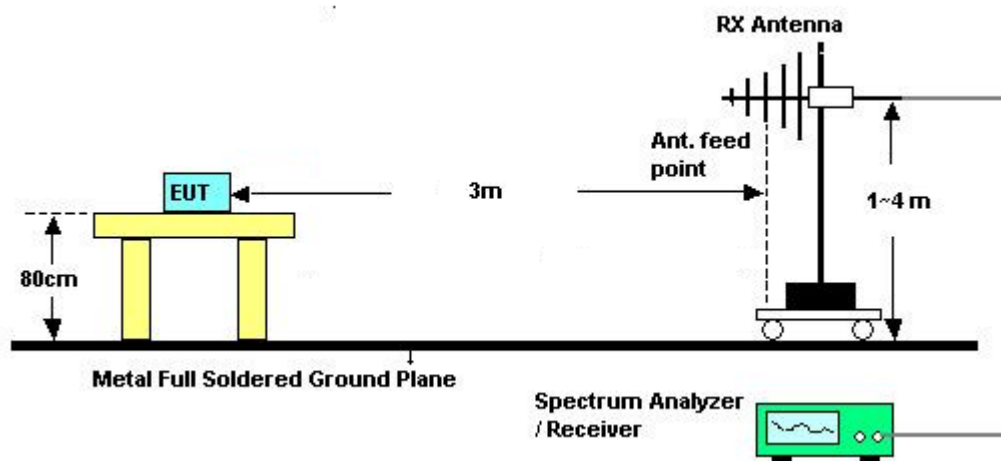 RX Antenna
Ant. feed
point
EUT
3m
1~4 m
80cm
Metal Full Soldered Ground Plane
Spectrum Analyzer
/ Receiver